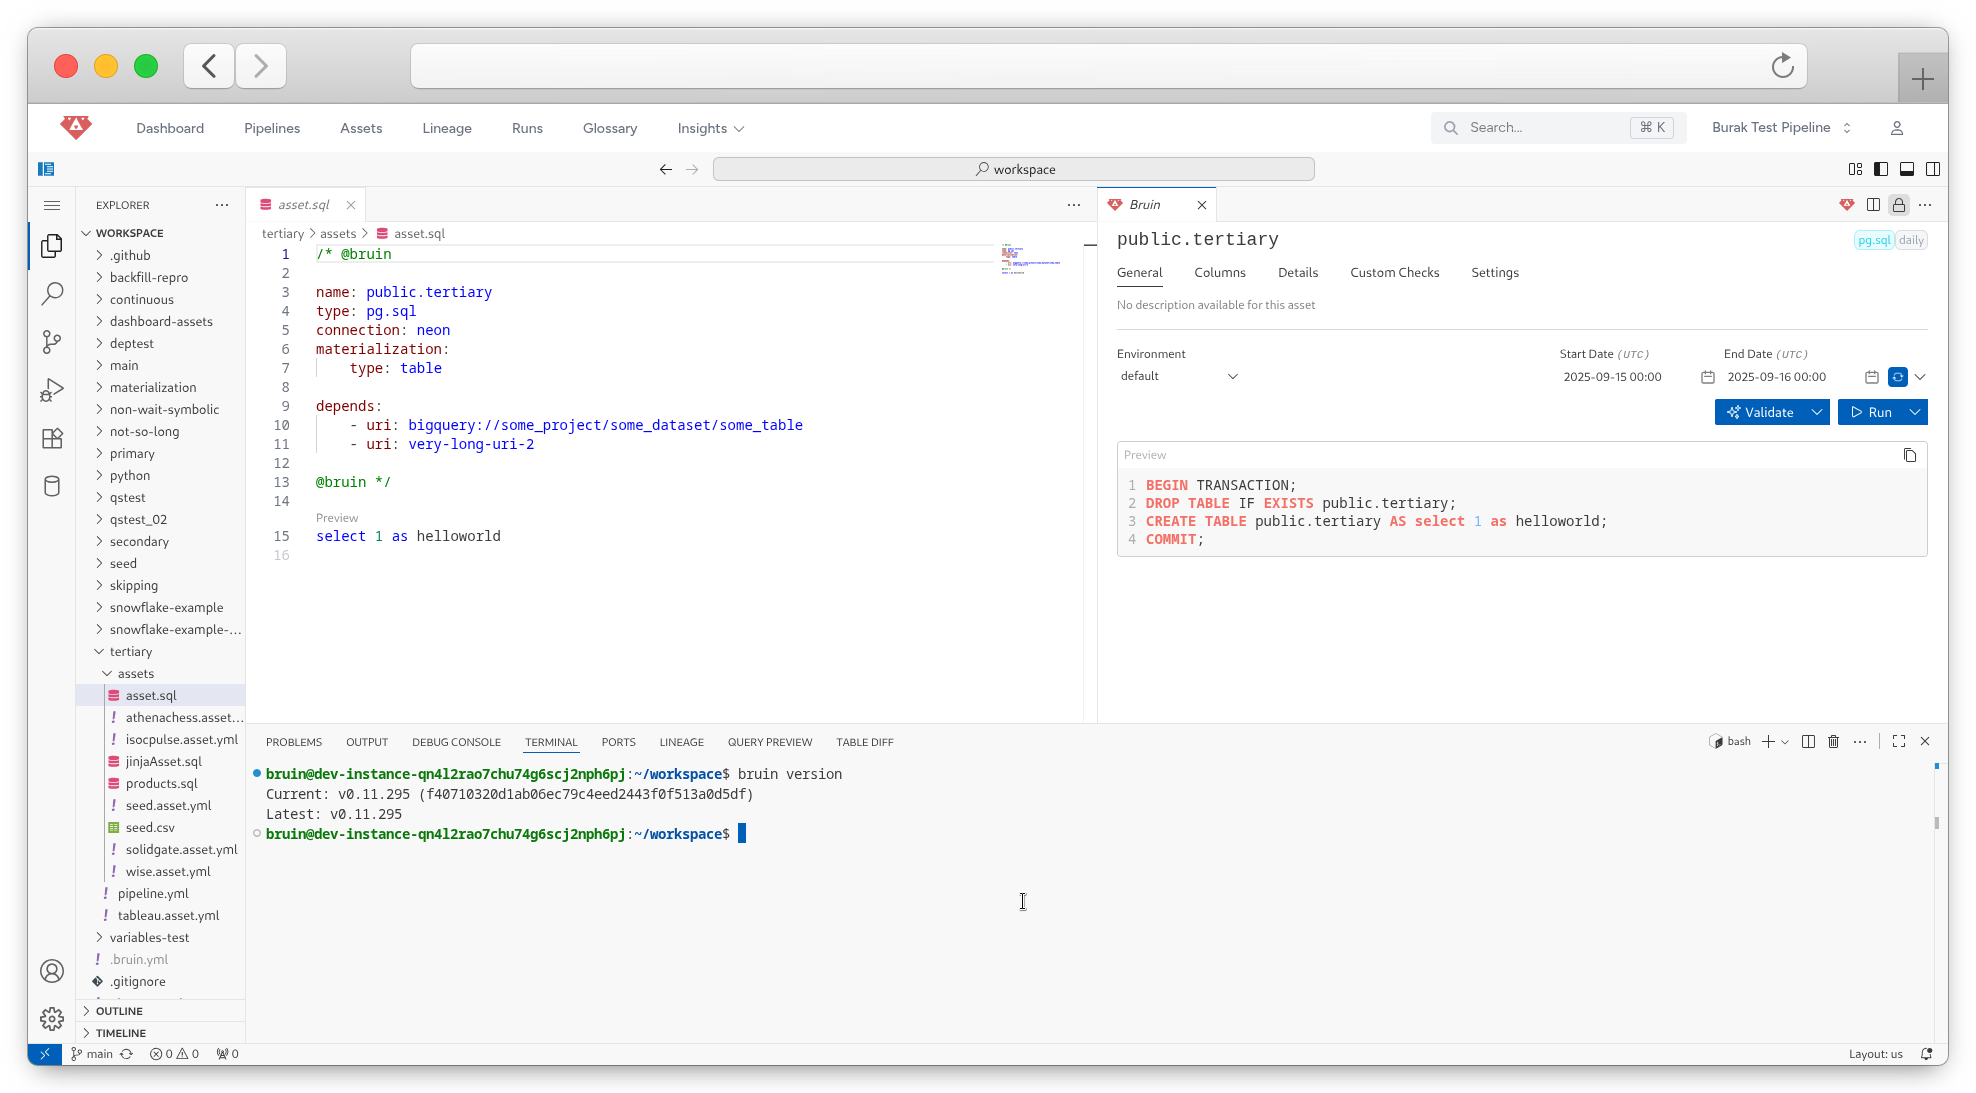 Dashboard Pipelines Assets Lineage Runs Glossary Insights Search... ⌘ K Burak Test Pipeline
workspace
EXPLORER
WORKSPACE
.github
backfill-repro
continuous
dashboard-assets
deptest
main
materialization
non-wait-symbolic
not-so-long
primary
python
qstest
qstest_02
secondary
seed
skipping
snowflake-example
snowflake-example-...
tertiary
assets
asset.sql
athenachess.asset...
isocpulse.asset.yml
jinjaAsset.sql
products.sql
seed.asset.yml
seed.csv
solidgate.asset.yml
wise.asset.yml
pipeline.yml
tableau.asset.yml
variables-test
.bruin.yml
.gitignore
OUTLINE
TIMELINE
asset.sql
tertiary > assets > asset.sql
1 /* @bruin
2
3 name: public.tertiary
4 type: pg.sql
5 connection: neon
6 materialization:
7     type: table
8
9 depends:
10     - uri: bigquery://some_project/some_dataset/some_table
11     - uri: very-long-uri-2
12
13 @bruin */
14
Preview
15 select 1 as helloworld
16
Bruin
public.tertiary pg.sql daily
General Columns Details Custom Checks Settings
No description available for this asset
Environment Start Date (UTC) End Date (UTC)
default 2025-09-15 00:00 2025-09-16 00:00
Validate Run
Preview
1 BEGIN TRANSACTION;
2 DROP TABLE IF EXISTS public.tertiary;
3 CREATE TABLE public.tertiary AS select 1 as helloworld;
4 COMMIT;
PROBLEMS OUTPUT DEBUG CONSOLE TERMINAL PORTS LINEAGE QUERY PREVIEW TABLE DIFF bash
bruin@dev-instance-qn4l2rao7chu74g6scj2nph6pj:~/workspace$ bruin version
Current: v0.11.295 (f40710320d1ab06ec79c4eed2443f0f513a0d5df)
Latest: v0.11.295
bruin@dev-instance-qn4l2rao7chu74g6scj2nph6pj:~/workspace$
main 0 0 0 Layout: us